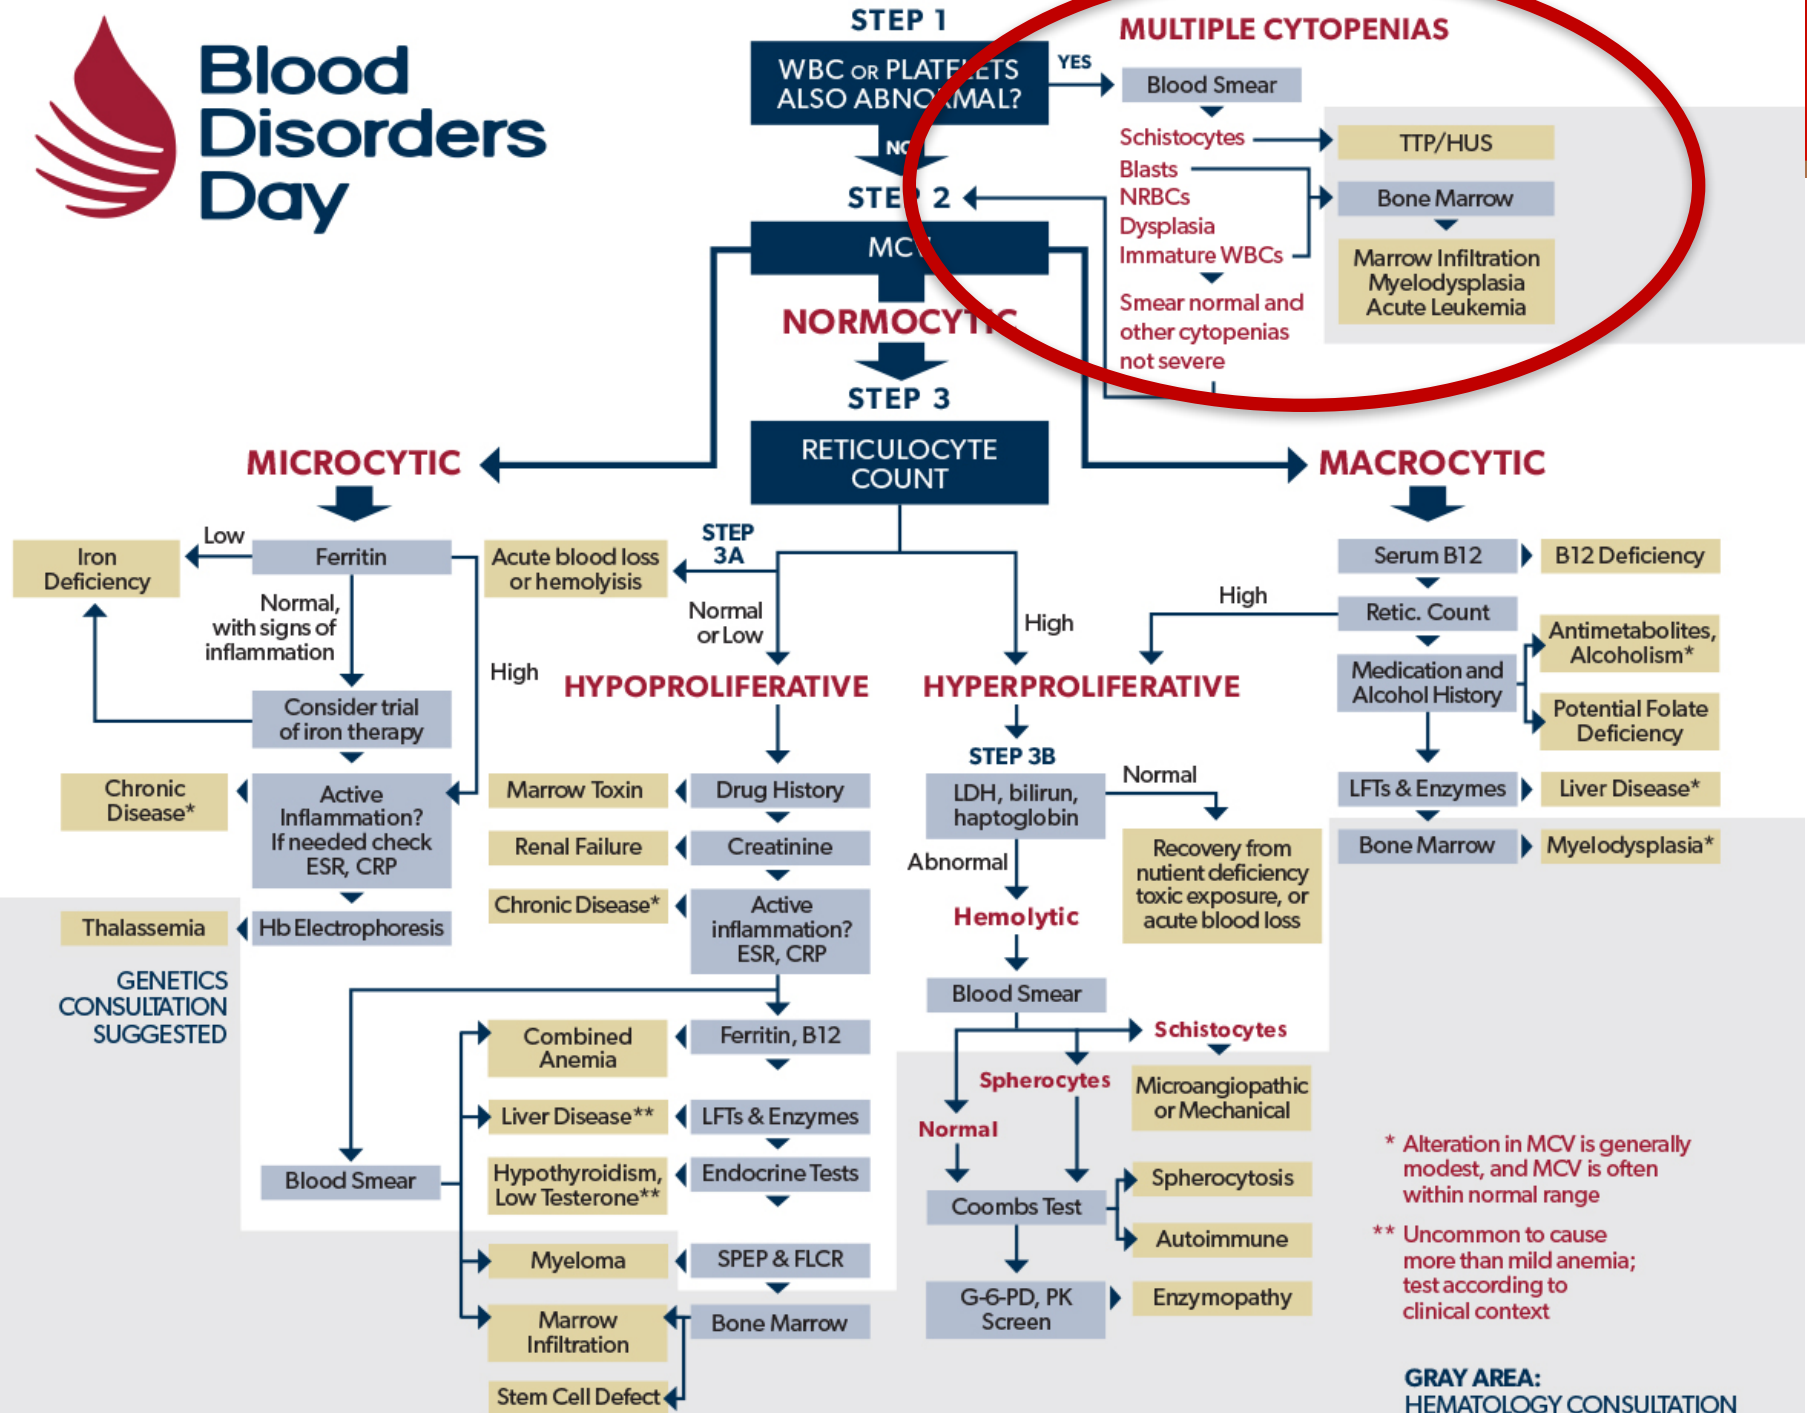 Blood
Disorders
Day
STEP 1
WBC OR PLATELETS
ALSO ABNORMAL?
YES
NO
MULTIPLE CYTOPENIAS
Blood Smear
Schistocytes
TTP/HUS
Blasts
NRBCs
Dysplasia
Immature WBCs
Bone Marrow
Marrow Infiltration
Myelodysplasia
Acute Leukemia
Smear normal and
other cytopenias
not severe
STEP 2
MCV
NORMOCYTIC
STEP 3
RETICULOCYTE
COUNT
MICROCYTIC
Low
Iron
Deficiency
Ferritin
Normal,
with signs of
inflammation
High
Consider trial
of iron therapy
Chronic
Disease*
Active
Inflammation?
If needed check
ESR, CRP
Thalassemia
Hb Electrophoresis
GENETICS
CONSULTATION
SUGGESTED
STEP
3A
Acute blood loss
or hemolyisis
Normal
or Low
High
HYPOPROLIFERATIVE
Marrow Toxin
Drug History
Renal Failure
Creatinine
Chronic Disease*
Active
inflammation?
ESR, CRP
Combined
Anemia
Ferritin, B12
Liver Disease**
LFTs & Enzymes
Blood Smear
Hypothyroidism,
Low Testerone**
Endocrine Tests
Myeloma
SPEP & FLCR
Marrow
Infiltration
Bone Marrow
Stem Cell Defect
HYPERPROLIFERATIVE
STEP 3B
LDH, bilirun,
haptoglobin
Normal
Recovery from
nutient deficiency
toxic exposure, or
acute blood loss
Abnormal
Hemolytic
Blood Smear
Schistocytes
Spherocytes
Microangiopathic
or Mechanical
Normal
Coombs Test
Spherocytosis
Autoimmune
G-6-PD, PK
Screen
Enzymopathy
MACROCYTIC
Serum B12
B12 Deficiency
High
Retic. Count
Medication and
Alcohol History
Antimetabolites,
Alcoholism*
Potential Folate
Deficiency
LFTs & Enzymes
Liver Disease*
Bone Marrow
Myelodysplasia*
* Alteration in MCV is generally
modest, and MCV is often
within normal range
** Uncommon to cause
more than mild anemia;
test according to
clinical context
GRAY AREA:
HEMATOLOGY CONSULTATION